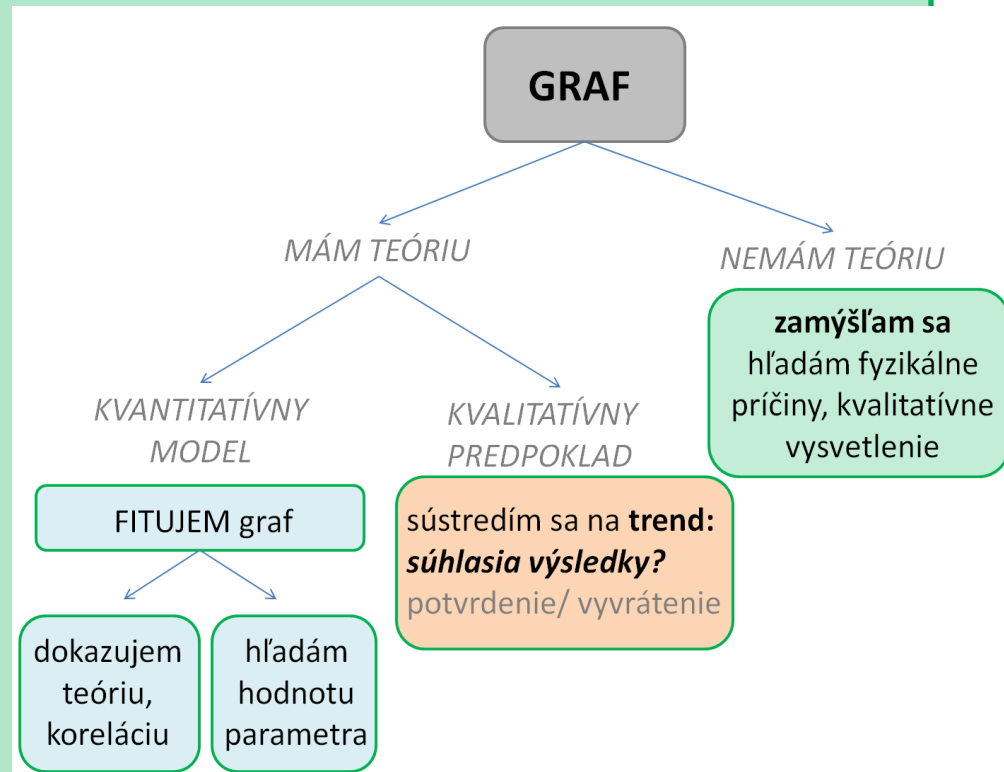 GRAF
MÁM TEÓRIU
NEMÁM TEÓRIU
zamýšľam sa
hľadám fyzikálne
príčiny, kvalitatívne
vysvetlenie
KVANTITATÍVNY
MODEL
KVALITATÍVNY
PREDPOKLAD
FITUJEM graf
sústredím sa na trend:
súhlasia výsledky?
potvrdenie/ vyvrátenie
dokazujem
teóriu,
koreláciu
hľadám
hodnotu
parametra